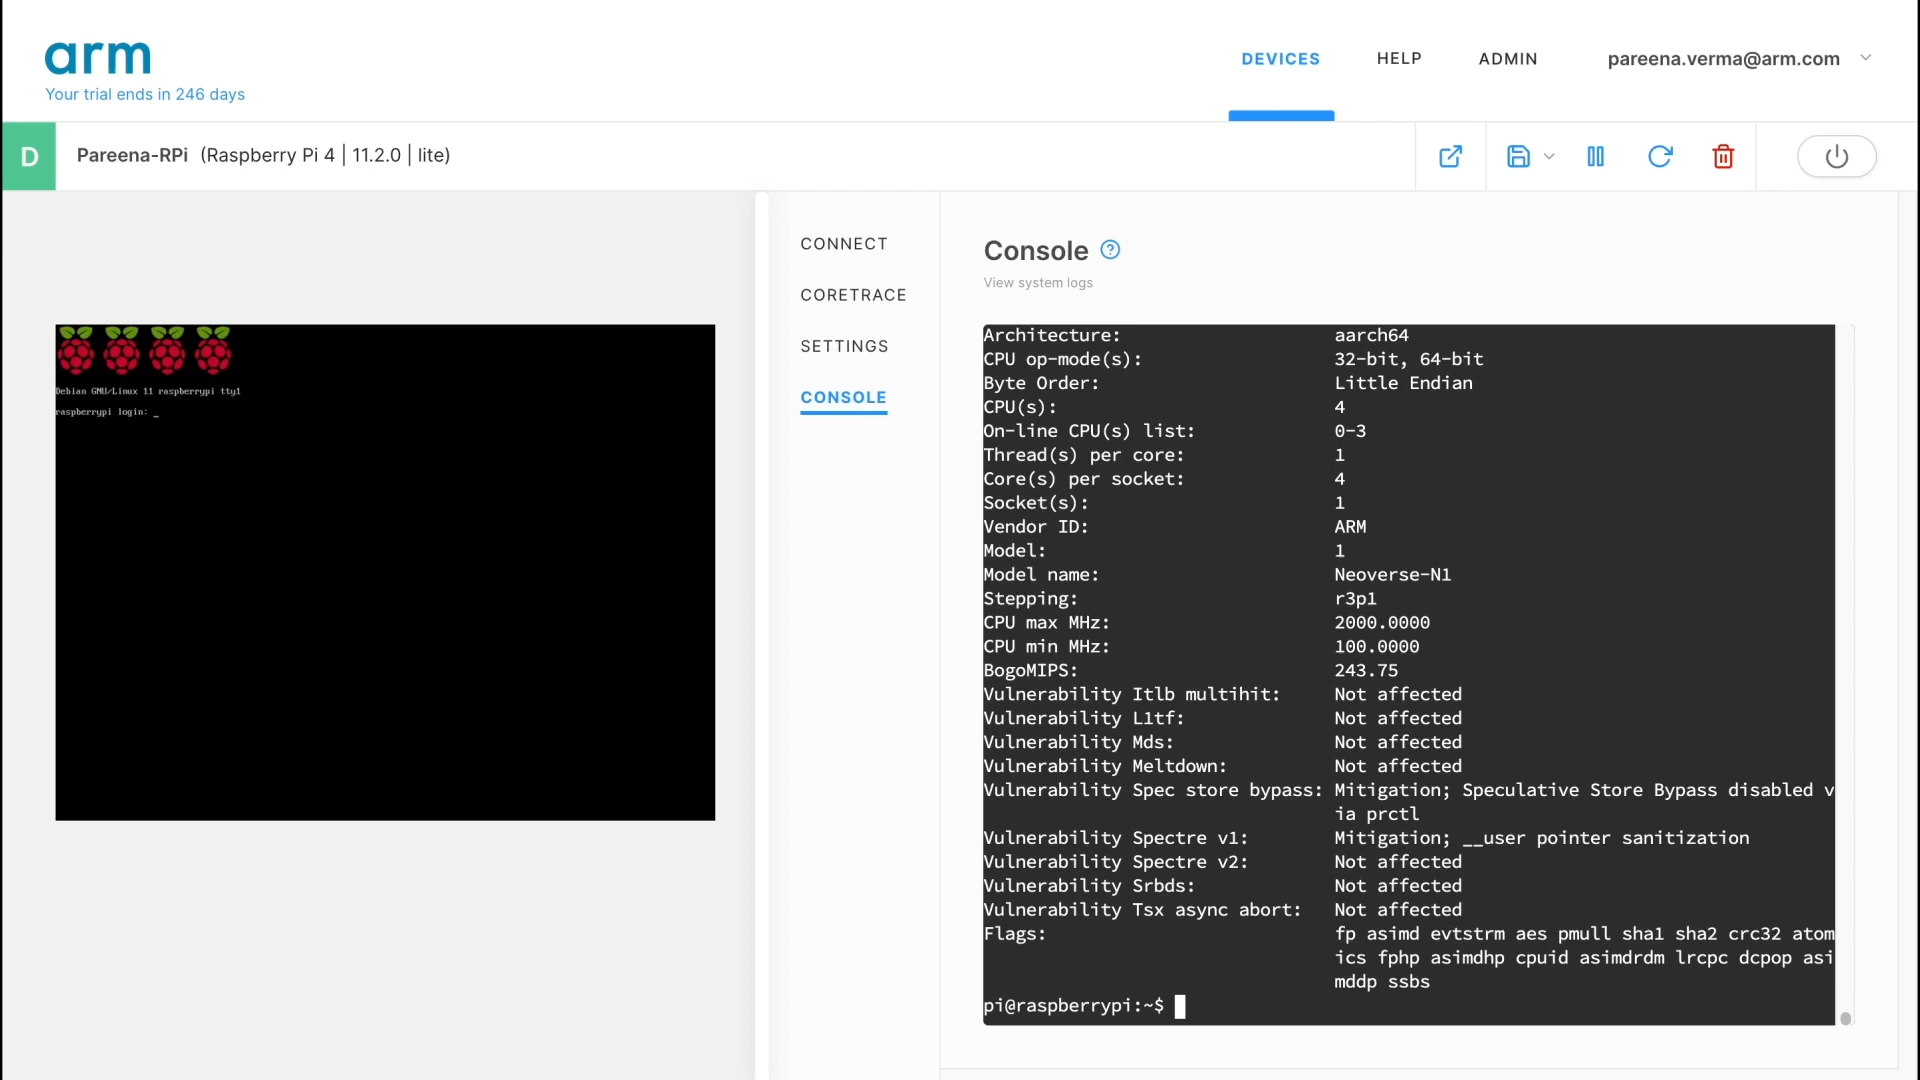 arm
Your trial ends in 246 days
DEVICES
HELP
ADMIN
pareena.verma@arm.com
D
Pareena-RPi (Raspberry Pi 4 | 11.2.0 | lite)
Debian GNU/Linux 11 raspberrypi tty1
raspberrypi login: _
CONNECT
CORETRACE
SETTINGS
CONSOLE
Console ?
View system logs
Architecture: aarch64
CPU op-mode(s): 32-bit, 64-bit
Byte Order: Little Endian
CPU(s): 4
On-line CPU(s) list: 0-3
Thread(s) per core: 1
Core(s) per socket: 4
Socket(s): 1
Vendor ID: ARM
Model: 1
Model name: Neoverse-N1
Stepping: r3p1
CPU max MHz: 2000.0000
CPU min MHz: 100.0000
BogoMIPS: 243.75
Vulnerability Itlb multihit: Not affected
Vulnerability L1tf: Not affected
Vulnerability Mds: Not affected
Vulnerability Meltdown: Not affected
Vulnerability Spec store bypass: Mitigation; Speculative Store Bypass disabled v
ia prctl
Vulnerability Spectre v1: Mitigation; __user pointer sanitization
Vulnerability Spectre v2: Not affected
Vulnerability Srbds: Not affected
Vulnerability Tsx async abort: Not affected
Flags: fp asimd evtstrm aes pmull sha1 sha2 crc32 atom
ics fphp asimdhp cpuid asimdrdm lrcpc dcpop asi
mddp ssbs
pi@raspberrypi:~$